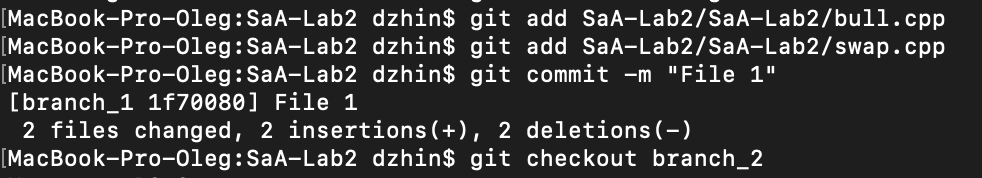 [MacBook-Pro-Oleg:SaA-Lab2 dzhin$ git add SaA-Lab2/SaA-Lab2/bull.cpp
[MacBook-Pro-Oleg:SaA-Lab2 dzhin$ git add SaA-Lab2/SaA-Lab2/swap.cpp
[MacBook-Pro-Oleg:SaA-Lab2 dzhin$ git commit -m "File 1"
[branch_1 1f70080] File 1
2 files changed, 2 insertions(+), 2 deletions(-)
[MacBook-Pro-Oleg:SaA-Lab2 dzhin$ git checkout branch_2